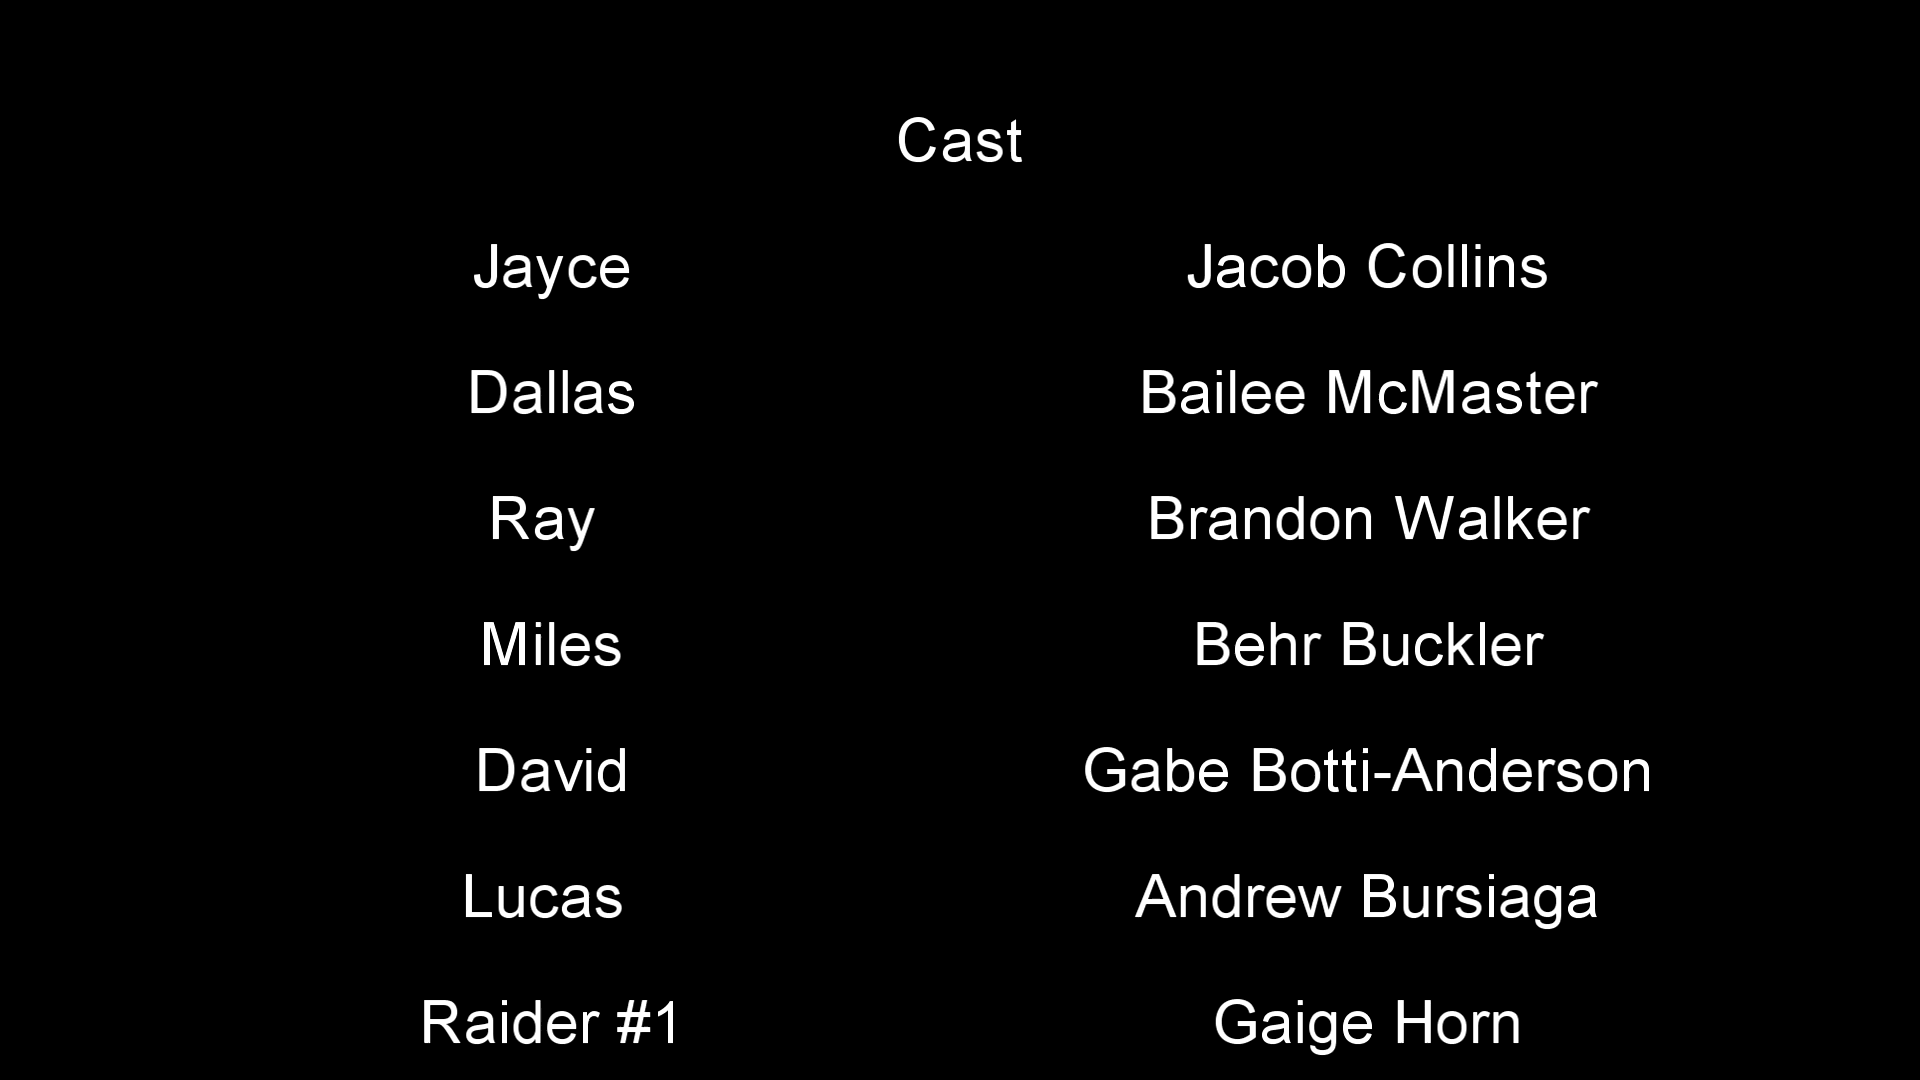 Cast
Jayce Jacob Collins
Dallas Bailee McMaster
Ray Brandon Walker
Miles Behr Buckler
David Gabe Botti-Anderson
Lucas Andrew Bursiaga
Raider #1 Gaige Horn